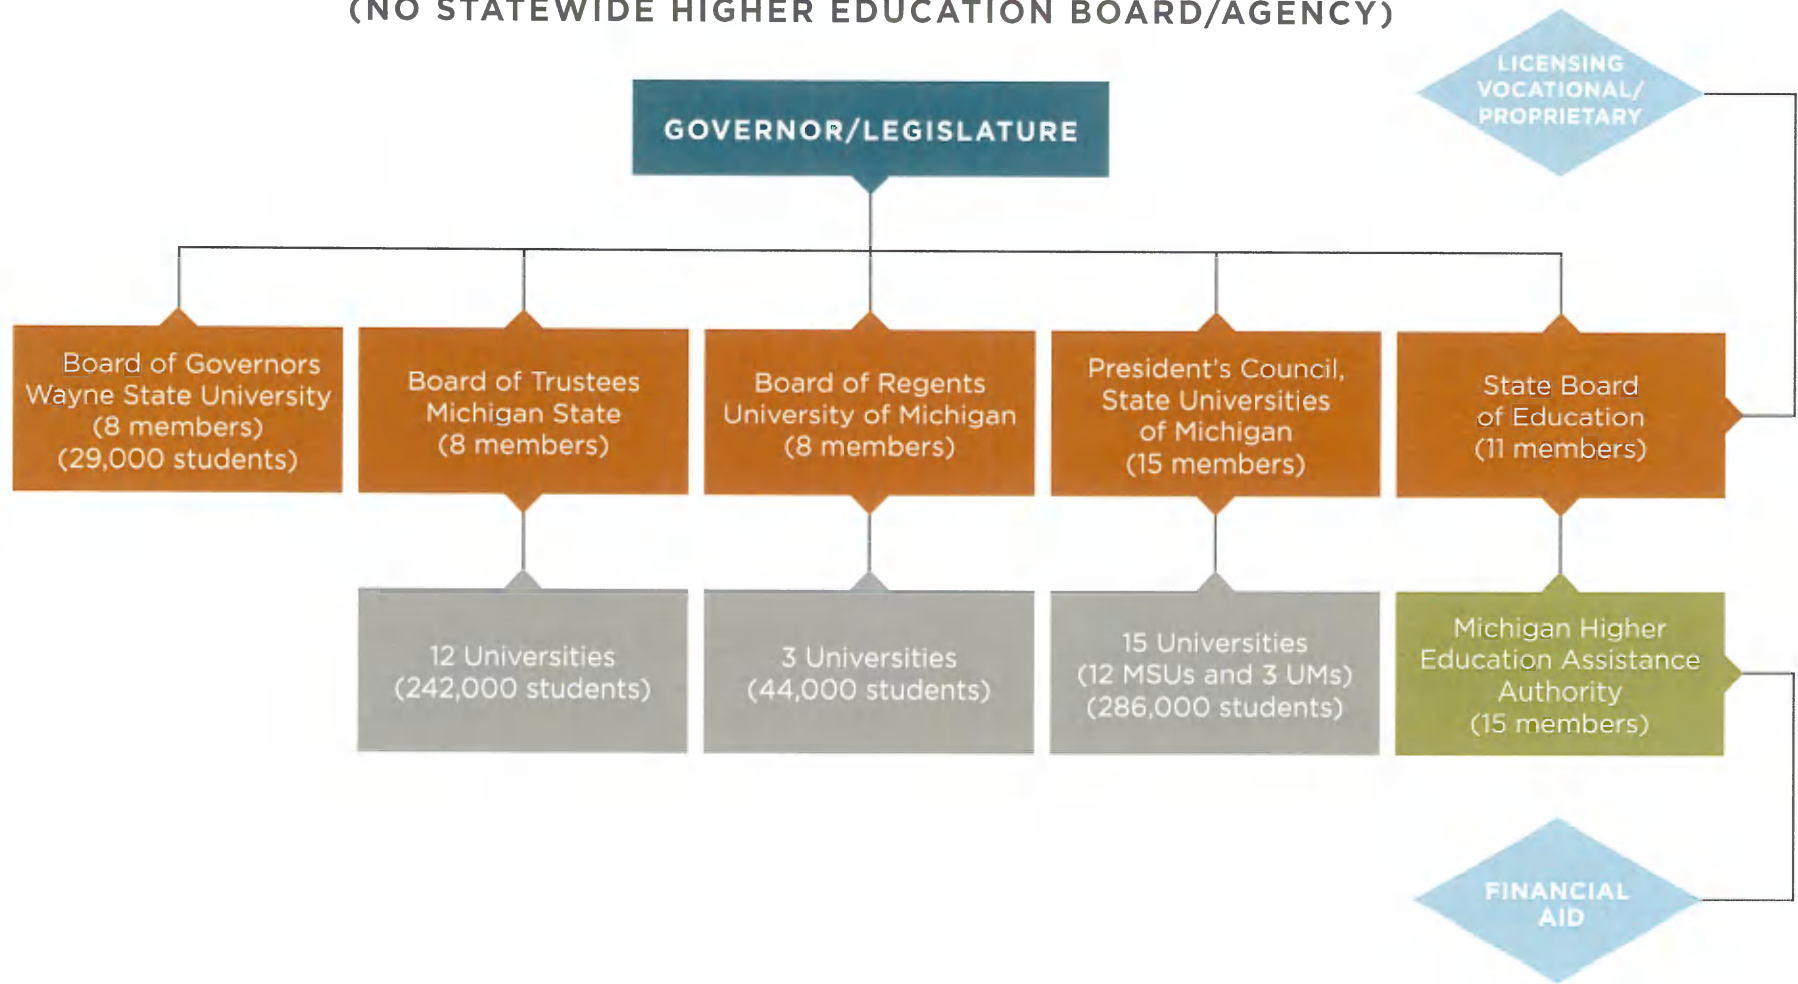 (NO STATEWIDE HIGHER EDUCATION BOARD/AGENCY)
LICENSING
VOCATIONAL/
PROPRIETARY
GOVERNOR/LEGISLATURE
Board of Governors
Wayne State University
(8 members)
(29,000 students)
Board of Trustees
Michigan State
(8 members)
Board of Regents
University of Michigan
(8 members)
President's Council,
State Universities
of Michigan
(15 members)
State Board
of Education
(11 members)
12 Universities
(242,000 students)
3 Universities
(44,000 students)
15 Universities
(12 MSUs and 3 UMs)
(286,000 students)
Michigan Higher
Education Assistance
Authority
(15 members)
FINANCIAL
AID